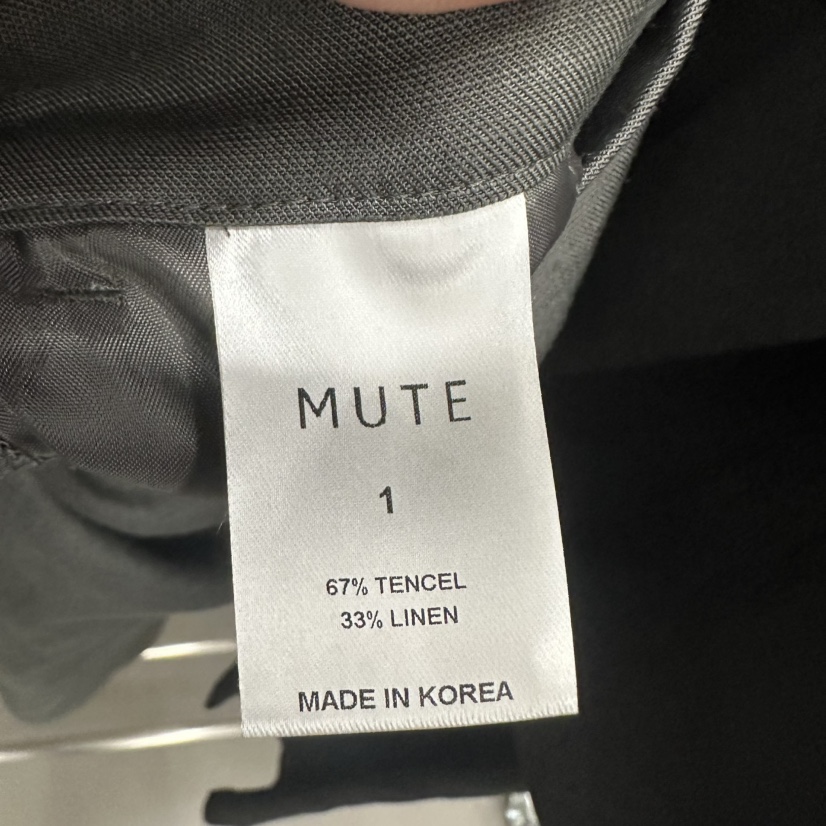 MUTE
1
67% TENCEL
33% LINEN
MADE IN KOREA